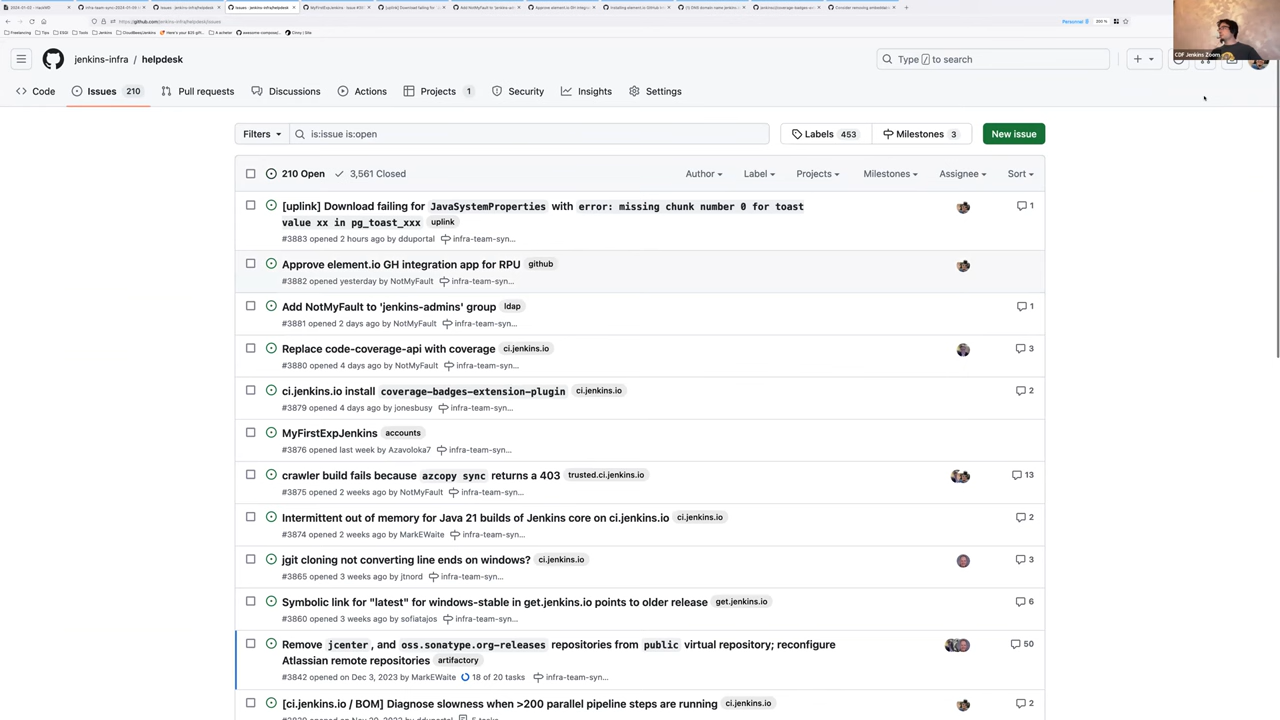 issues · jenkins-infra/helpdesk
https://github.com/jenkins-infra/helpdesk/issues
Personal
200 %
CDF Jenkins Zoom
jenkins-infra / helpdesk
Type / to search
Code
Issues 210
Pull requests
Discussions
Actions
Projects 1
Security
Insights
Settings
Filters
is:issue is:open
Labels 453
Milestones 3
New issue
210 Open
3,561 Closed
Author
Label
Projects
Milestones
Assignee
Sort
[uplink] Download failing for JavaSystemProperties with error: missing chunk number 0 for toast
value xx in pg_toast_xxx uplink
1
#3883 opened 2 hours ago by dduportal infra-team-syn...
Approve element.io GH integration app for RPU github
#3882 opened yesterday by NotMyFault infra-team-syn...
Add NotMyFault to 'jenkins-admins' group ldap
1
#3881 opened 2 days ago by NotMyFault infra-team-syn...
Replace code-coverage-api with coverage ci.jenkins.io
3
#3880 opened 4 days ago by NotMyFault infra-team-syn...
ci.jenkins.io install coverage-badges-extension-plugin ci.jenkins.io
2
#3879 opened 4 days ago by jonesbusy infra-team-syn...
MyFirstExpJenkins accounts
#3876 opened last week by Azavoloka7 infra-team-syn...
crawler build fails because azcopy sync returns a 403 trusted.ci.jenkins.io
13
#3875 opened 2 weeks ago by NotMyFault infra-team-syn...
Intermittent out of memory for Java 21 builds of Jenkins core on ci.jenkins.io ci.jenkins.io
2
#3874 opened 2 weeks ago by MarkEWaite infra-team-syn...
jgit cloning not converting line ends on windows? ci.jenkins.io
3
#3865 opened 3 weeks ago by jtnord infra-team-syn...
Symbolic link for "latest" for windows-stable in get.jenkins.io points to older release get.jenkins.io
6
#3860 opened 3 weeks ago by sofiatajos infra-team-syn...
Remove jcenter, and oss.sonatype.org-releases repositories from public virtual repository; reconfigure
Atlassian remote repositories artifactory
50
#3842 opened on Dec 3, 2023 by MarkEWaite 18 of 20 tasks infra-team-syn...
[ci.jenkins.io / BOM] Diagnose slowness when >200 parallel pipeline steps are running ci.jenkins.io
2